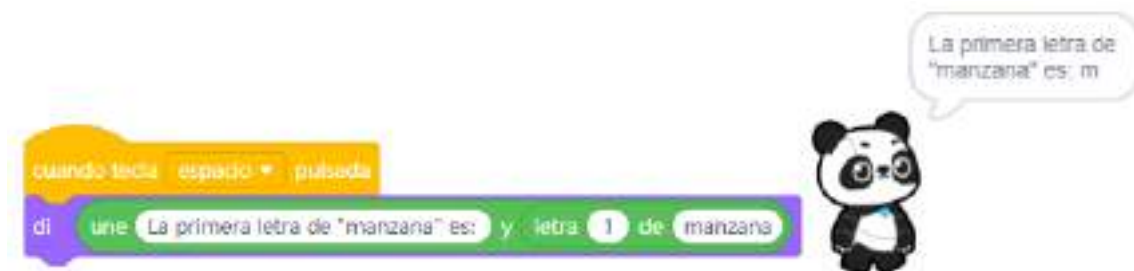 La primera letra de
"manzana" es: m
cuando tecla espacio pulsada
di une La primera letra de "manzana" es: y letra 1 de manzana